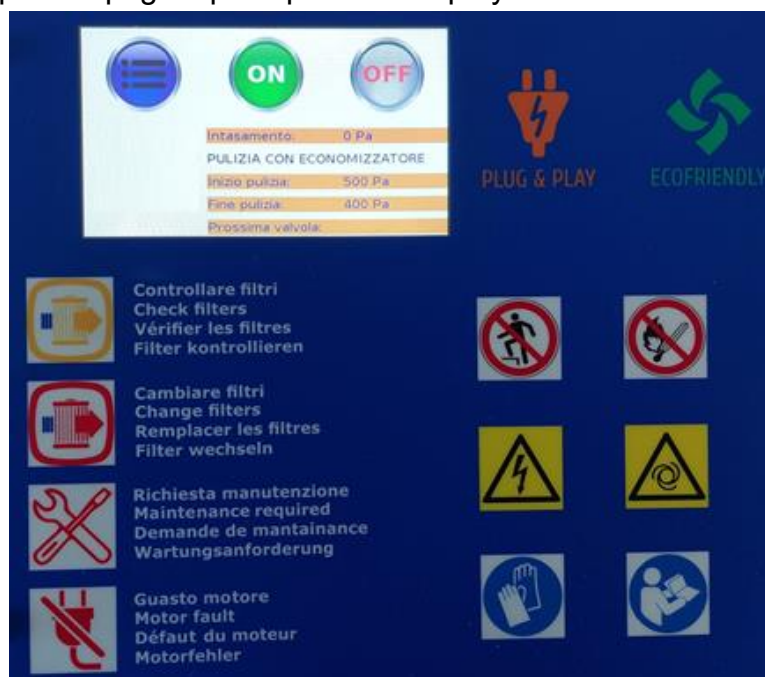 ON
OFF
Intasamento: 0 Pa
PULIZIA CON ECONOMIZZATORE
Inizio pulizia: 500 Pa
Fine pulizia: 400 Pa
Prossima valvola:
PLUG & PLAY
ECOFRIENDLY
Controllare filtri
Check filters
Vérifier les filtres
Filter kontrollieren
Cambiare filtri
Change filters
Remplacer les filtres
Filter wechseln
Richiesta manutenzione
Maintenance required
Demande de mantainance
Wartungsanforderung
Guasto motore
Motor fault
Défaut du moteur
Motorfehler